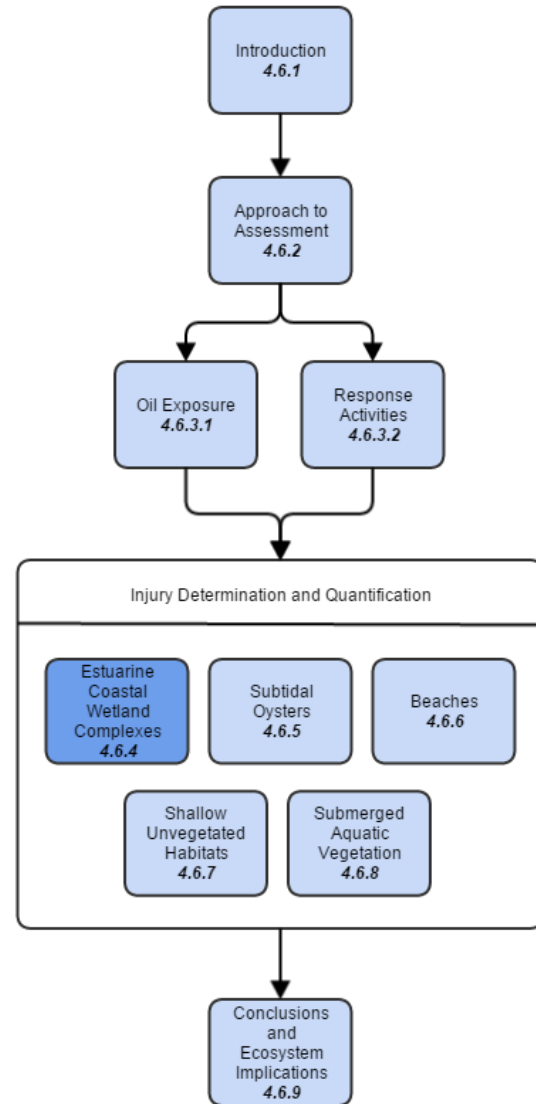 Introduction
4.6.1
Approach to
Assessment
4.6.2
Oil Exposure
4.6.3.1
Response
Activities
4.6.3.2
Injury Determination and Quantification
Estuarine
Coastal
Wetland
Complexes
4.6.4
Subtidal
Oysters
4.6.5
Beaches
4.6.6
Shallow
Unvegetated
Habitats
4.6.7
Submerged
Aquatic
Vegetation
4.6.8
Conclusions
and
Ecosystem
Implications
4.6.9